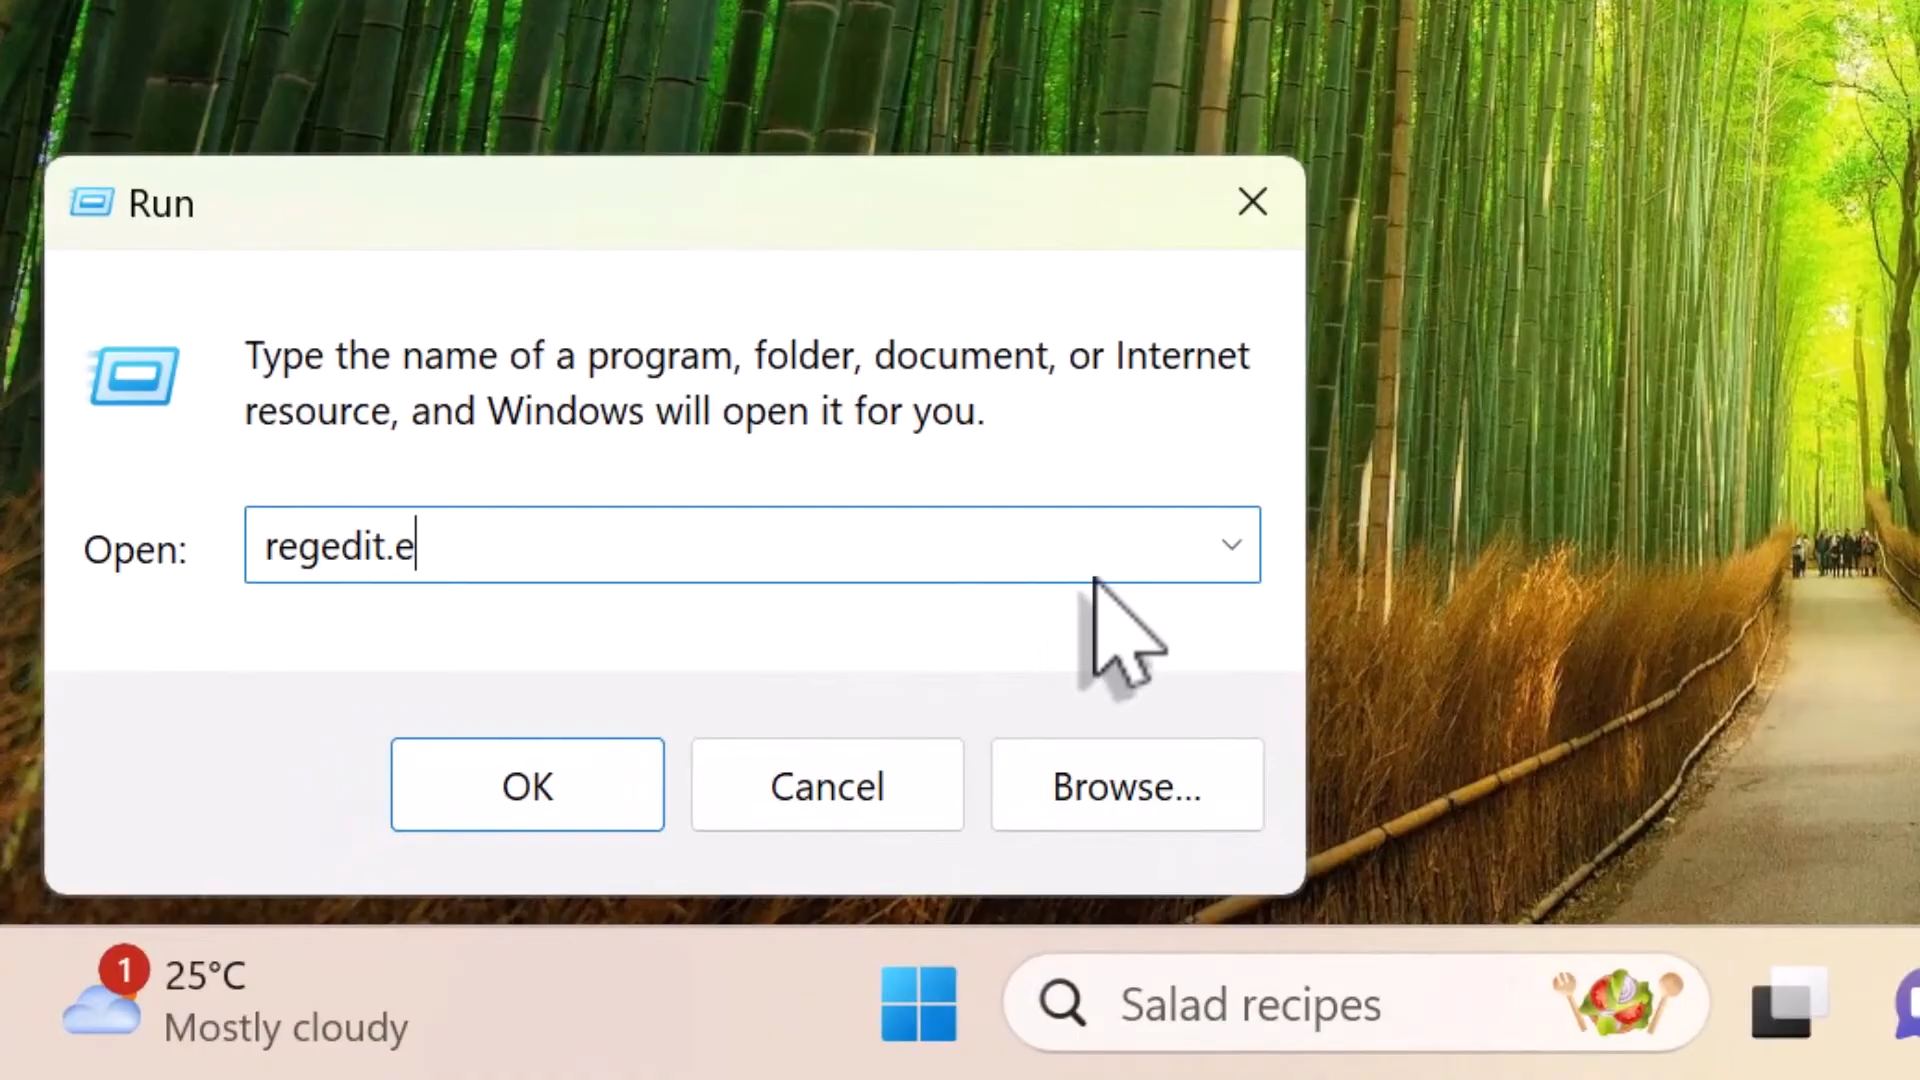 Run
Type the name of a program, folder, document, or Internet
resource, and Windows will open it for you.
Open:
regedit.e
OK
Cancel
Browse...
1
25°C
Mostly cloudy
Salad recipes